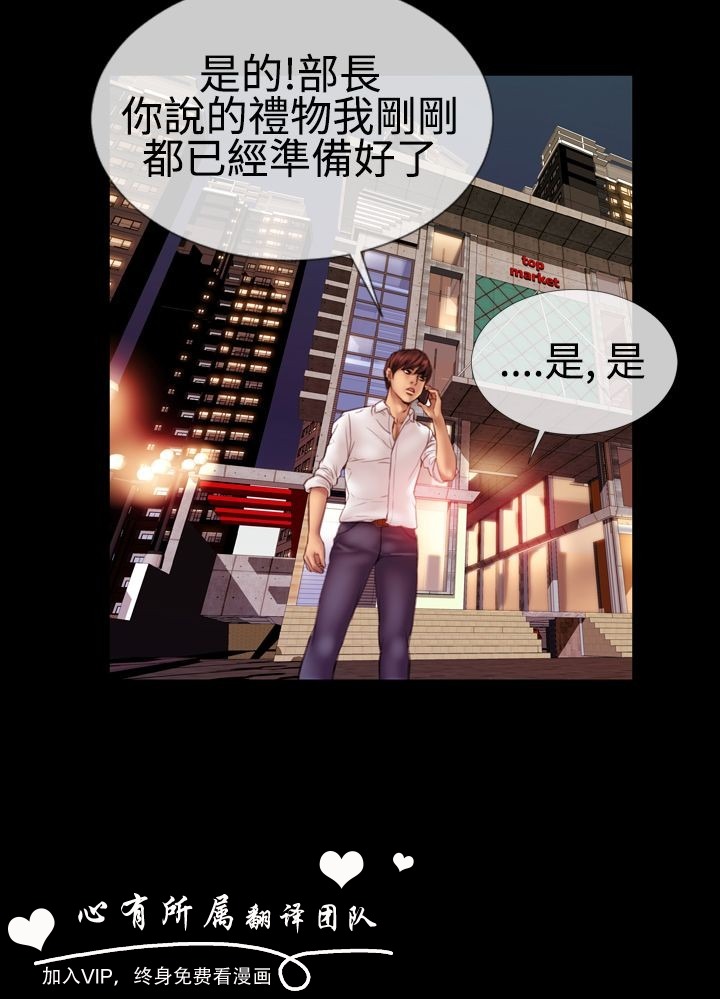 是的!部長
你說的禮物我剛剛
都已經準備好了
top
market
....是,是
心有所属翻译团队
加入VIP，终身免费看漫画